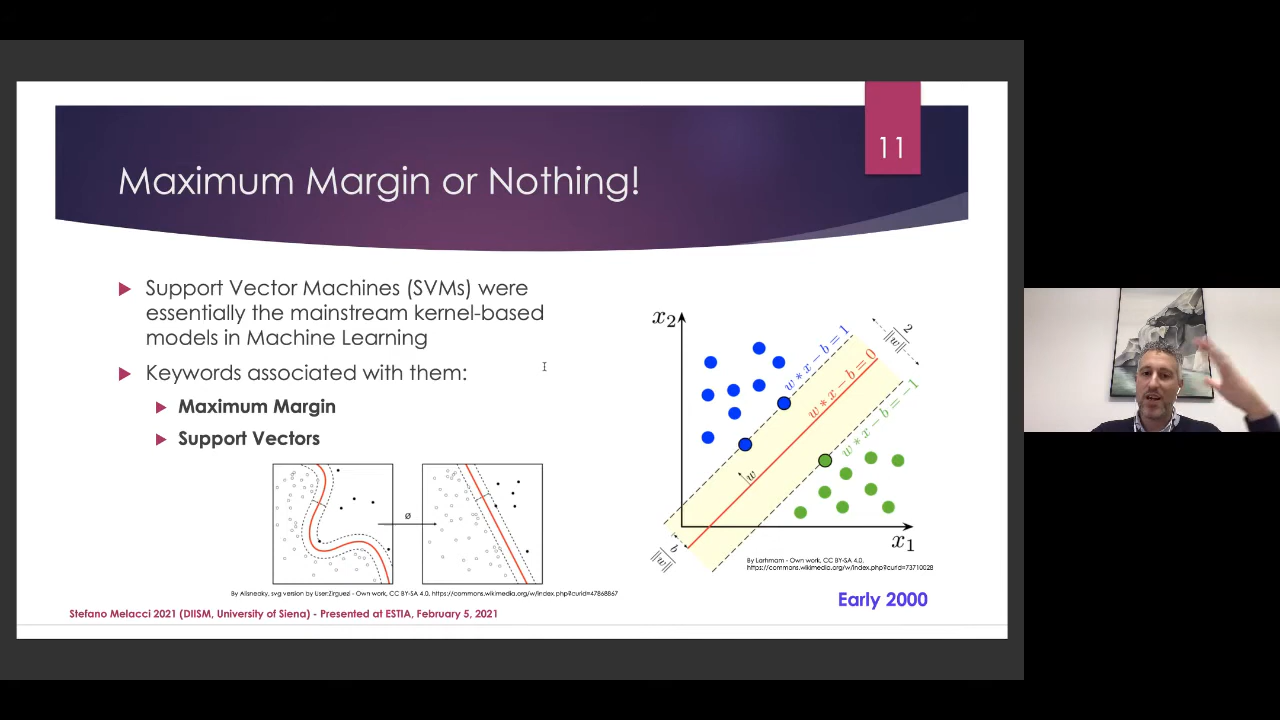 11
Maximum Margin or Nothing!
Support Vector Machines (SVMs) were
essentially the mainstream kernel-based
models in Machine Learning
Keywords associated with them:
Maximum Margin
Support Vectors
ø
By Alisneaky, svg version by User:Zirguezi - Own work, CC BY-SA 4.0, https://commons.wikimedia.org/w/index.php?curid=47868867
x₂
w * x − b = 1
w * x − b = 0
w * x − b = −1
2
||w||
w
b
||w||
x₁
By Larhmam - Own work, CC BY-SA 4.0,
https://commons.wikimedia.org/w/index.php?curid=73710028
Early 2000
Stefano Melacci 2021 (DIISM, University of Siena) - Presented at ESTIA, February 5, 2021